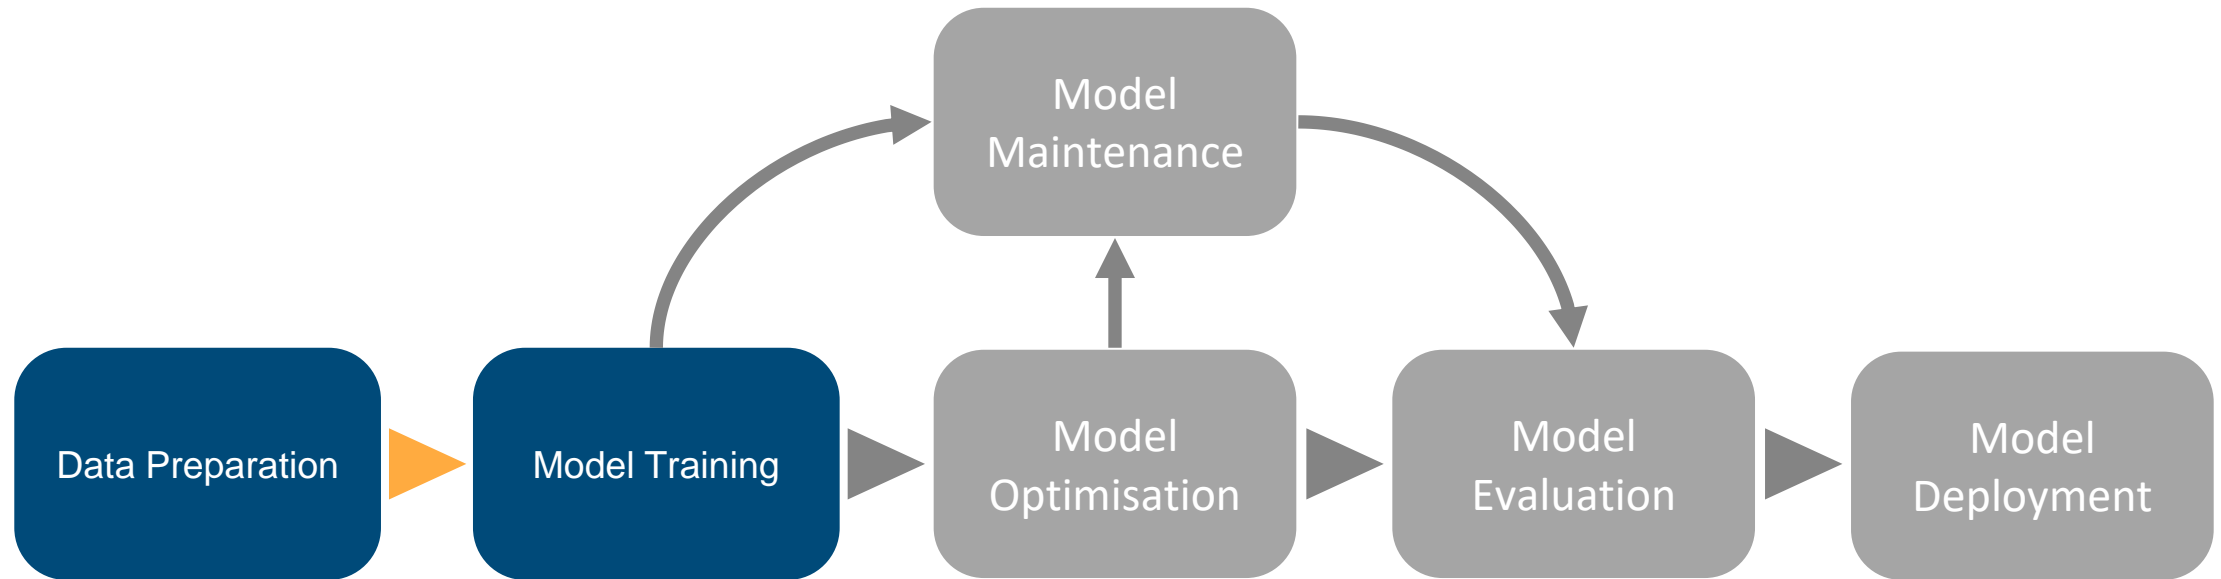 Model
Maintenance
Data Preparation
Model Training
Model
Optimisation
Model
Evaluation
Model
Deployment